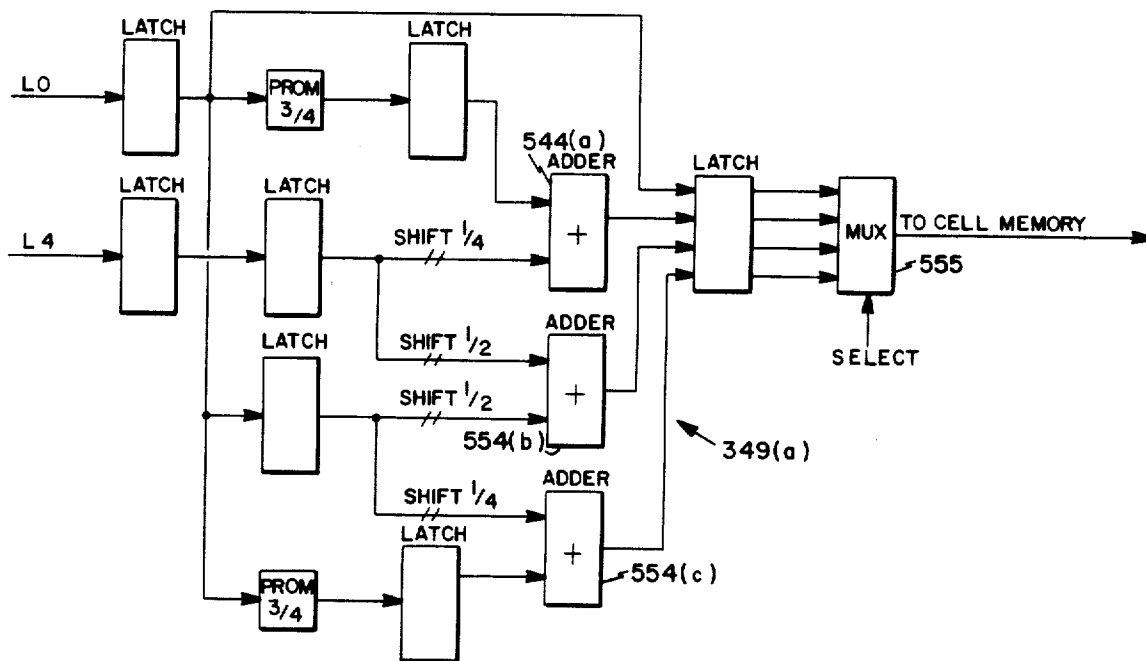 LATCH
LATCH
L0
PROM
3/4
544(a)
ADDER
LATCH
LATCH
LATCH
+
L4
SHIFT 1/4
MUX
TO CELL MEMORY
555
ADDER
LATCH
SHIFT 1/2
SELECT
+
SHIFT 1/2
554(b)
349(a)
ADDER
SHIFT 1/4
LATCH
+
554(c)
PROM
3/4